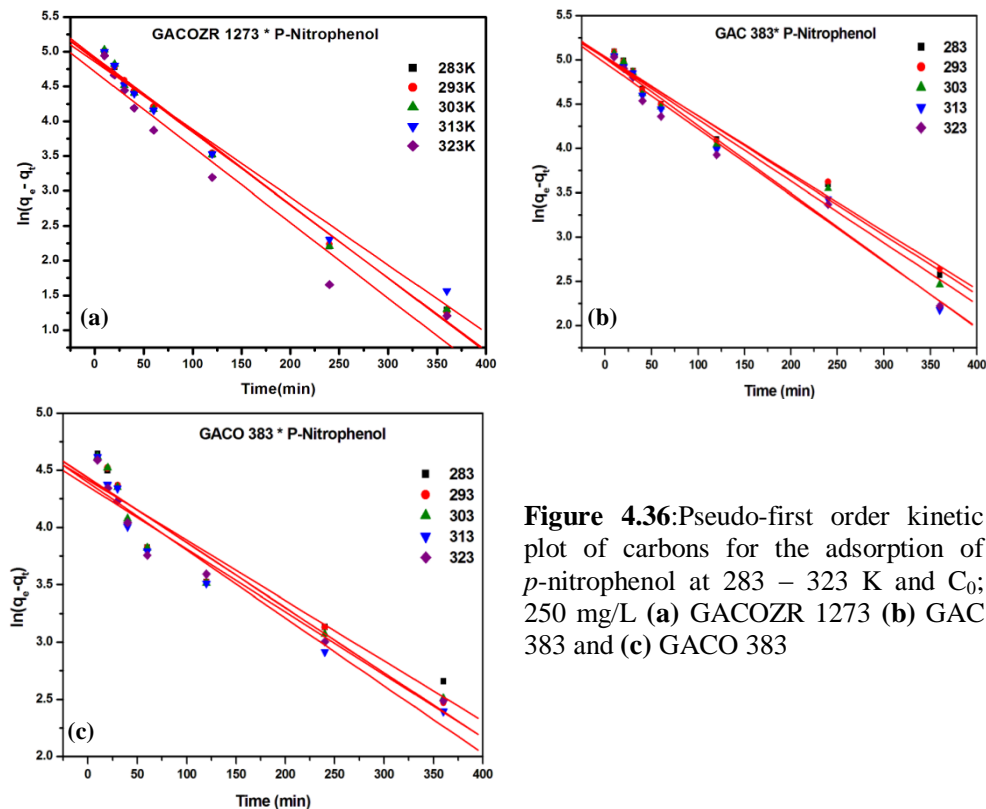 GACOZR 1273 * P-Nitrophenol
283K
293K
303K
313K
323K
5.0
4.5
4.0
3.5
3.0
2.5
2.0
1.5
1.0
ln(qₑ- qₜ)
(a)
0 50 100 150 200 250 300 350 400
Time(min)
GAC 383* P-Nitrophenol
283
293
303
313
323
5.5
5.0
4.5
4.0
3.5
3.0
2.5
2.0
ln(qₑ-qₜ)
(b)
0 50 100 150 200 250 300 350 400
Time (min)
GACO 383 * P-Nitrophenol
283
293
303
313
323
5.0
4.5
4.0
3.5
3.0
2.5
2.0
ln(qₑ-qₜ)
(c)
0 50 100 150 200 250 300 350 400
Time (min)
Figure 4.36:Pseudo-first order kinetic
plot of carbons for the adsorption of
p-nitrophenol at 283 – 323 K and C₀;
250 mg/L (a) GACOZR 1273 (b) GAC
383 and (c) GACO 383